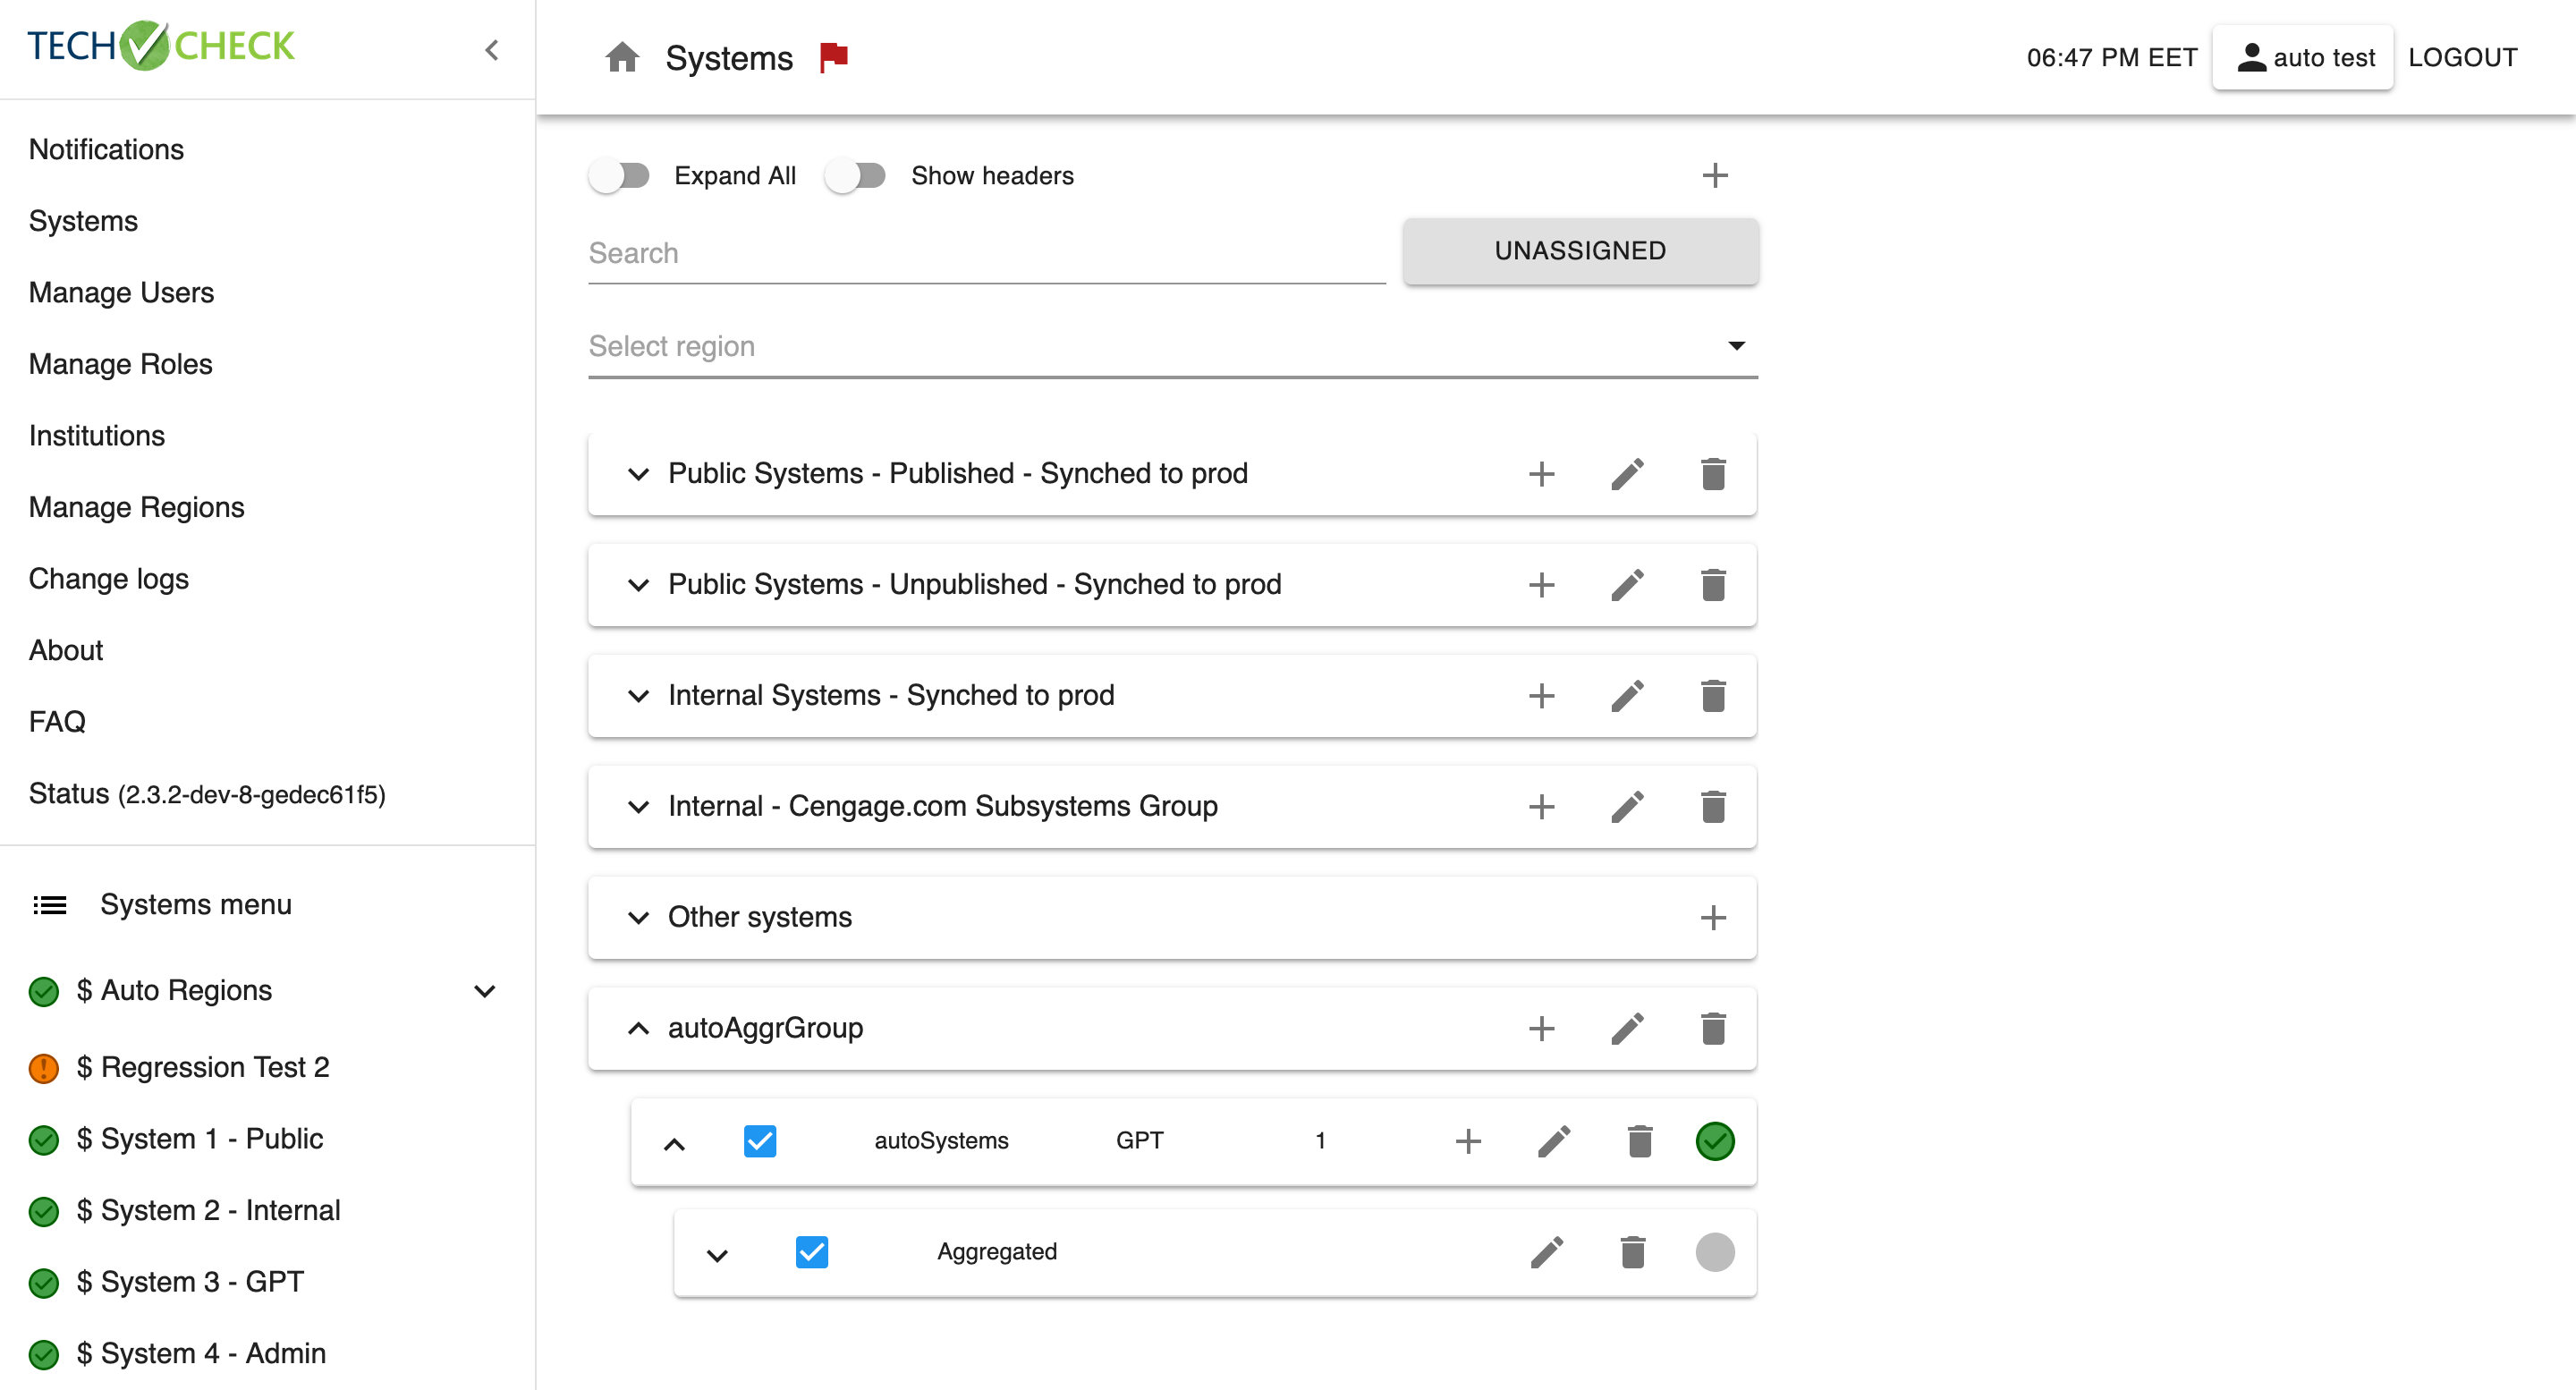 TECH CHECK
Notifications
Systems
Manage Users
Manage Roles
Institutions
Manage Regions
Change logs
About
FAQ
Status (2.3.2-dev-8-gedec61f5)
Systems menu
$ Auto Regions
$ Regression Test 2
$ System 1 - Public
$ System 2 - Internal
$ System 3 - GPT
$ System 4 - Admin
Systems
06:47 PM EET auto test LOGOUT
Expand All Show headers
Search UNASSIGNED
Select region
Public Systems - Published - Synched to prod
Public Systems - Unpublished - Synched to prod
Internal Systems - Synched to prod
Internal - Cengage.com Subsystems Group
Other systems
autoAggrGroup
autoSystems GPT 1
Aggregated